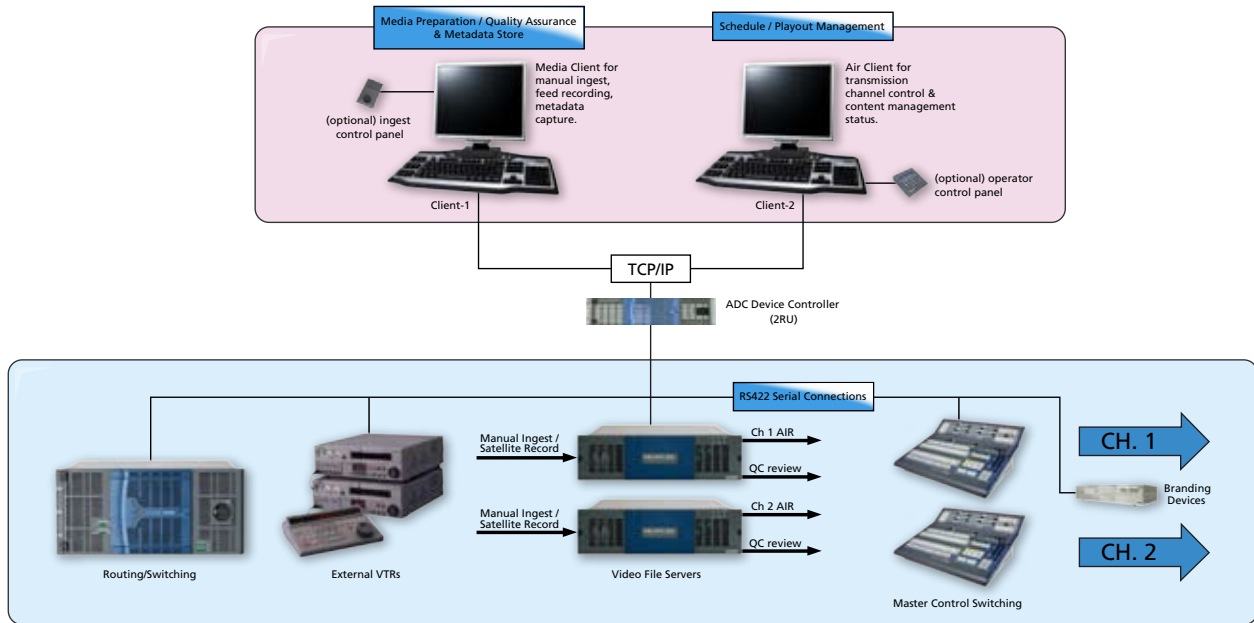 Media Preparation / Quality Assurance
& Metadata Store
Schedule / Playout Management
Media Client for
manual ingest,
feed recording,
metadata
capture.
(optional) ingest
control panel
Client-1
Air Client for
transmission
channel control &
content management
status.
(optional) operator
control panel
Client-2
TCP/IP
ADC Device Controller
(2RU)
RS422 Serial Connections
Manual Ingest /
Satellite Record
Ch 1 AIR
QC review
Manual Ingest /
Satellite Record
Ch 2 AIR
QC review
CH. 1
Branding
Devices
CH. 2
Routing/Switching
External VTRs
Video File Servers
Master Control Switching